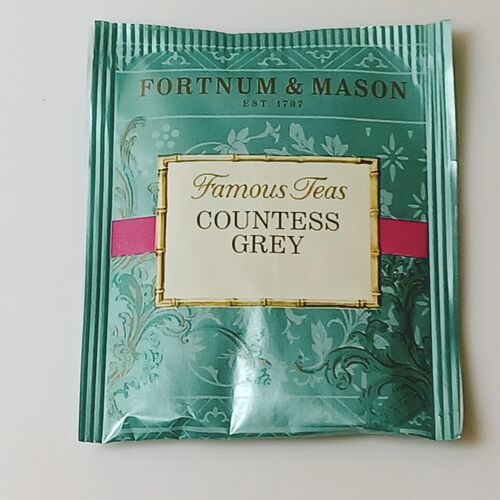 FORTNUM & MASON
EST 1707
Famous Teas
COUNTESS
GREY